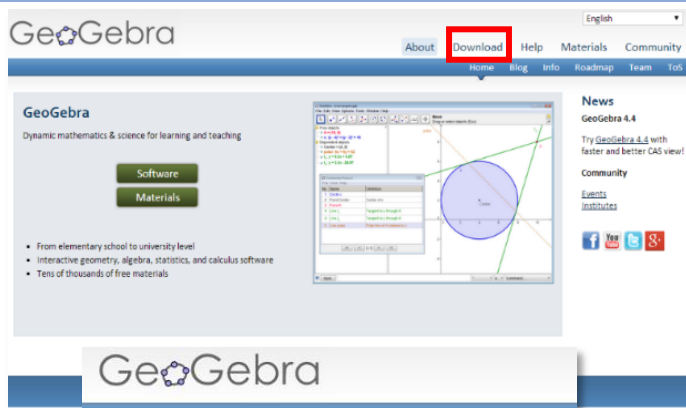 English
GeoGebra
About Download Help Materials Community
Home Blog Info Roadmap Team ToS
GeoGebra
Dynamic mathematics & science for learning and teaching
Software
Materials
• From elementary school to university level
• Interactive geometry, algebra, statistics, and calculus software
• Tens of thousands of free materials
News
GeoGebra 4.4
Try GeoGebra 4.4 with
faster and better CAS view!
Community
Events
Institutes
f You Tube g+
GeoGebra